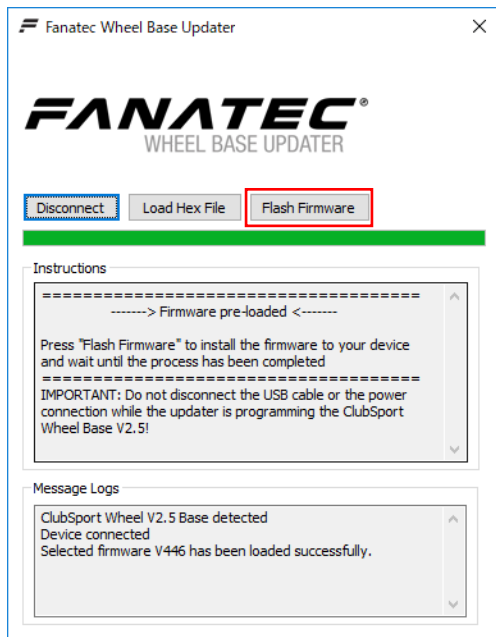 Fanatec Wheel Base Updater
FANATEC®
WHEEL BASE UPDATER
Disconnect Load Hex File Flash Firmware
Instructions
=====================================
-------> Firmware pre-loaded <-------
Press "Flash Firmware" to install the firmware to your device
and wait until the process has been completed
=====================================
IMPORTANT: Do not disconnect the USB cable or the power
connection while the updater is programming the ClubSport
Wheel Base V2.5!
Message Logs
ClubSport Wheel V2.5 Base detected
Device connected
Selected firmware V446 has been loaded successfully.